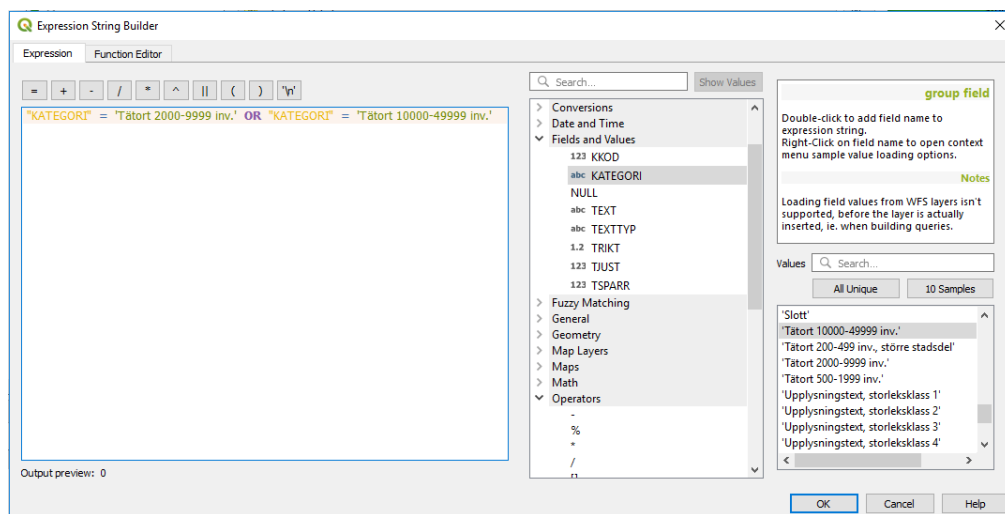 Expression String Builder
Expression
Function Editor
= + - / * ^ || ( ) '\n'
"KATEGORI" = 'Tätort 2000-9999 inv.' OR "KATEGORI" = 'Tätort 10000-49999 inv.'
Output preview: 0
Search...
Show Values
Conversions
Date and Time
Fields and Values
123 KKOD
abc KATEGORI
NULL
abc TEXT
abc TEXTTYP
1.2 TRIKT
123 TJUST
123 TSPARR
Fuzzy Matching
General
Geometry
Map Layers
Maps
Math
Operators
-
%
*
/
group field
Double-click to add field name to
expression string.
Right-Click on field name to open context
menu sample value loading options.
Notes
Loading field values from WFS layers isn't
supported, before the layer is actually
inserted, ie. when building queries.
Values Search...
All Unique
10 Samples
'Slott'
'Tätort 10000-49999 inv.'
'Tätort 200-499 inv., större stadsdel'
'Tätort 2000-9999 inv.'
'Tätort 500-1999 inv.'
'Upplysningstext, storleksklass 1'
'Upplysningstext, storleksklass 2'
'Upplysningstext, storleksklass 3'
'Upplysningstext, storleksklass 4'
OK
Cancel
Help